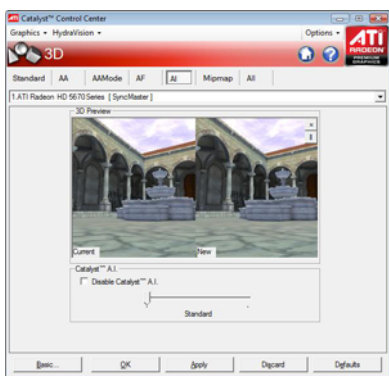 ATI Catalyst™ Control Center
Graphics HydraVision Options
3D
ATI
RADEON
PREMIUM
GRAPHICS
Standard AA AAMode AF AI Mipmap All
1.ATI Radeon HD 5670 Series [ SyncMaster ]
3D Preview
Current New
Catalyst™ A.I.
Disable Catalyst™ A.I.
Standard
Basic... OK Apply Discard Defaults